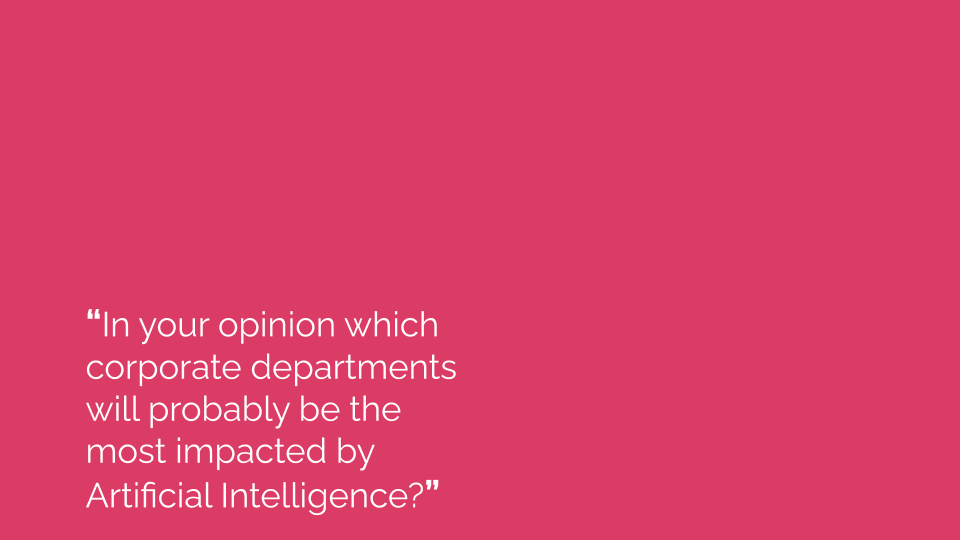 ❝In your opinion which
corporate departments
will probably be the
most impacted by
Artificial Intelligence?❞